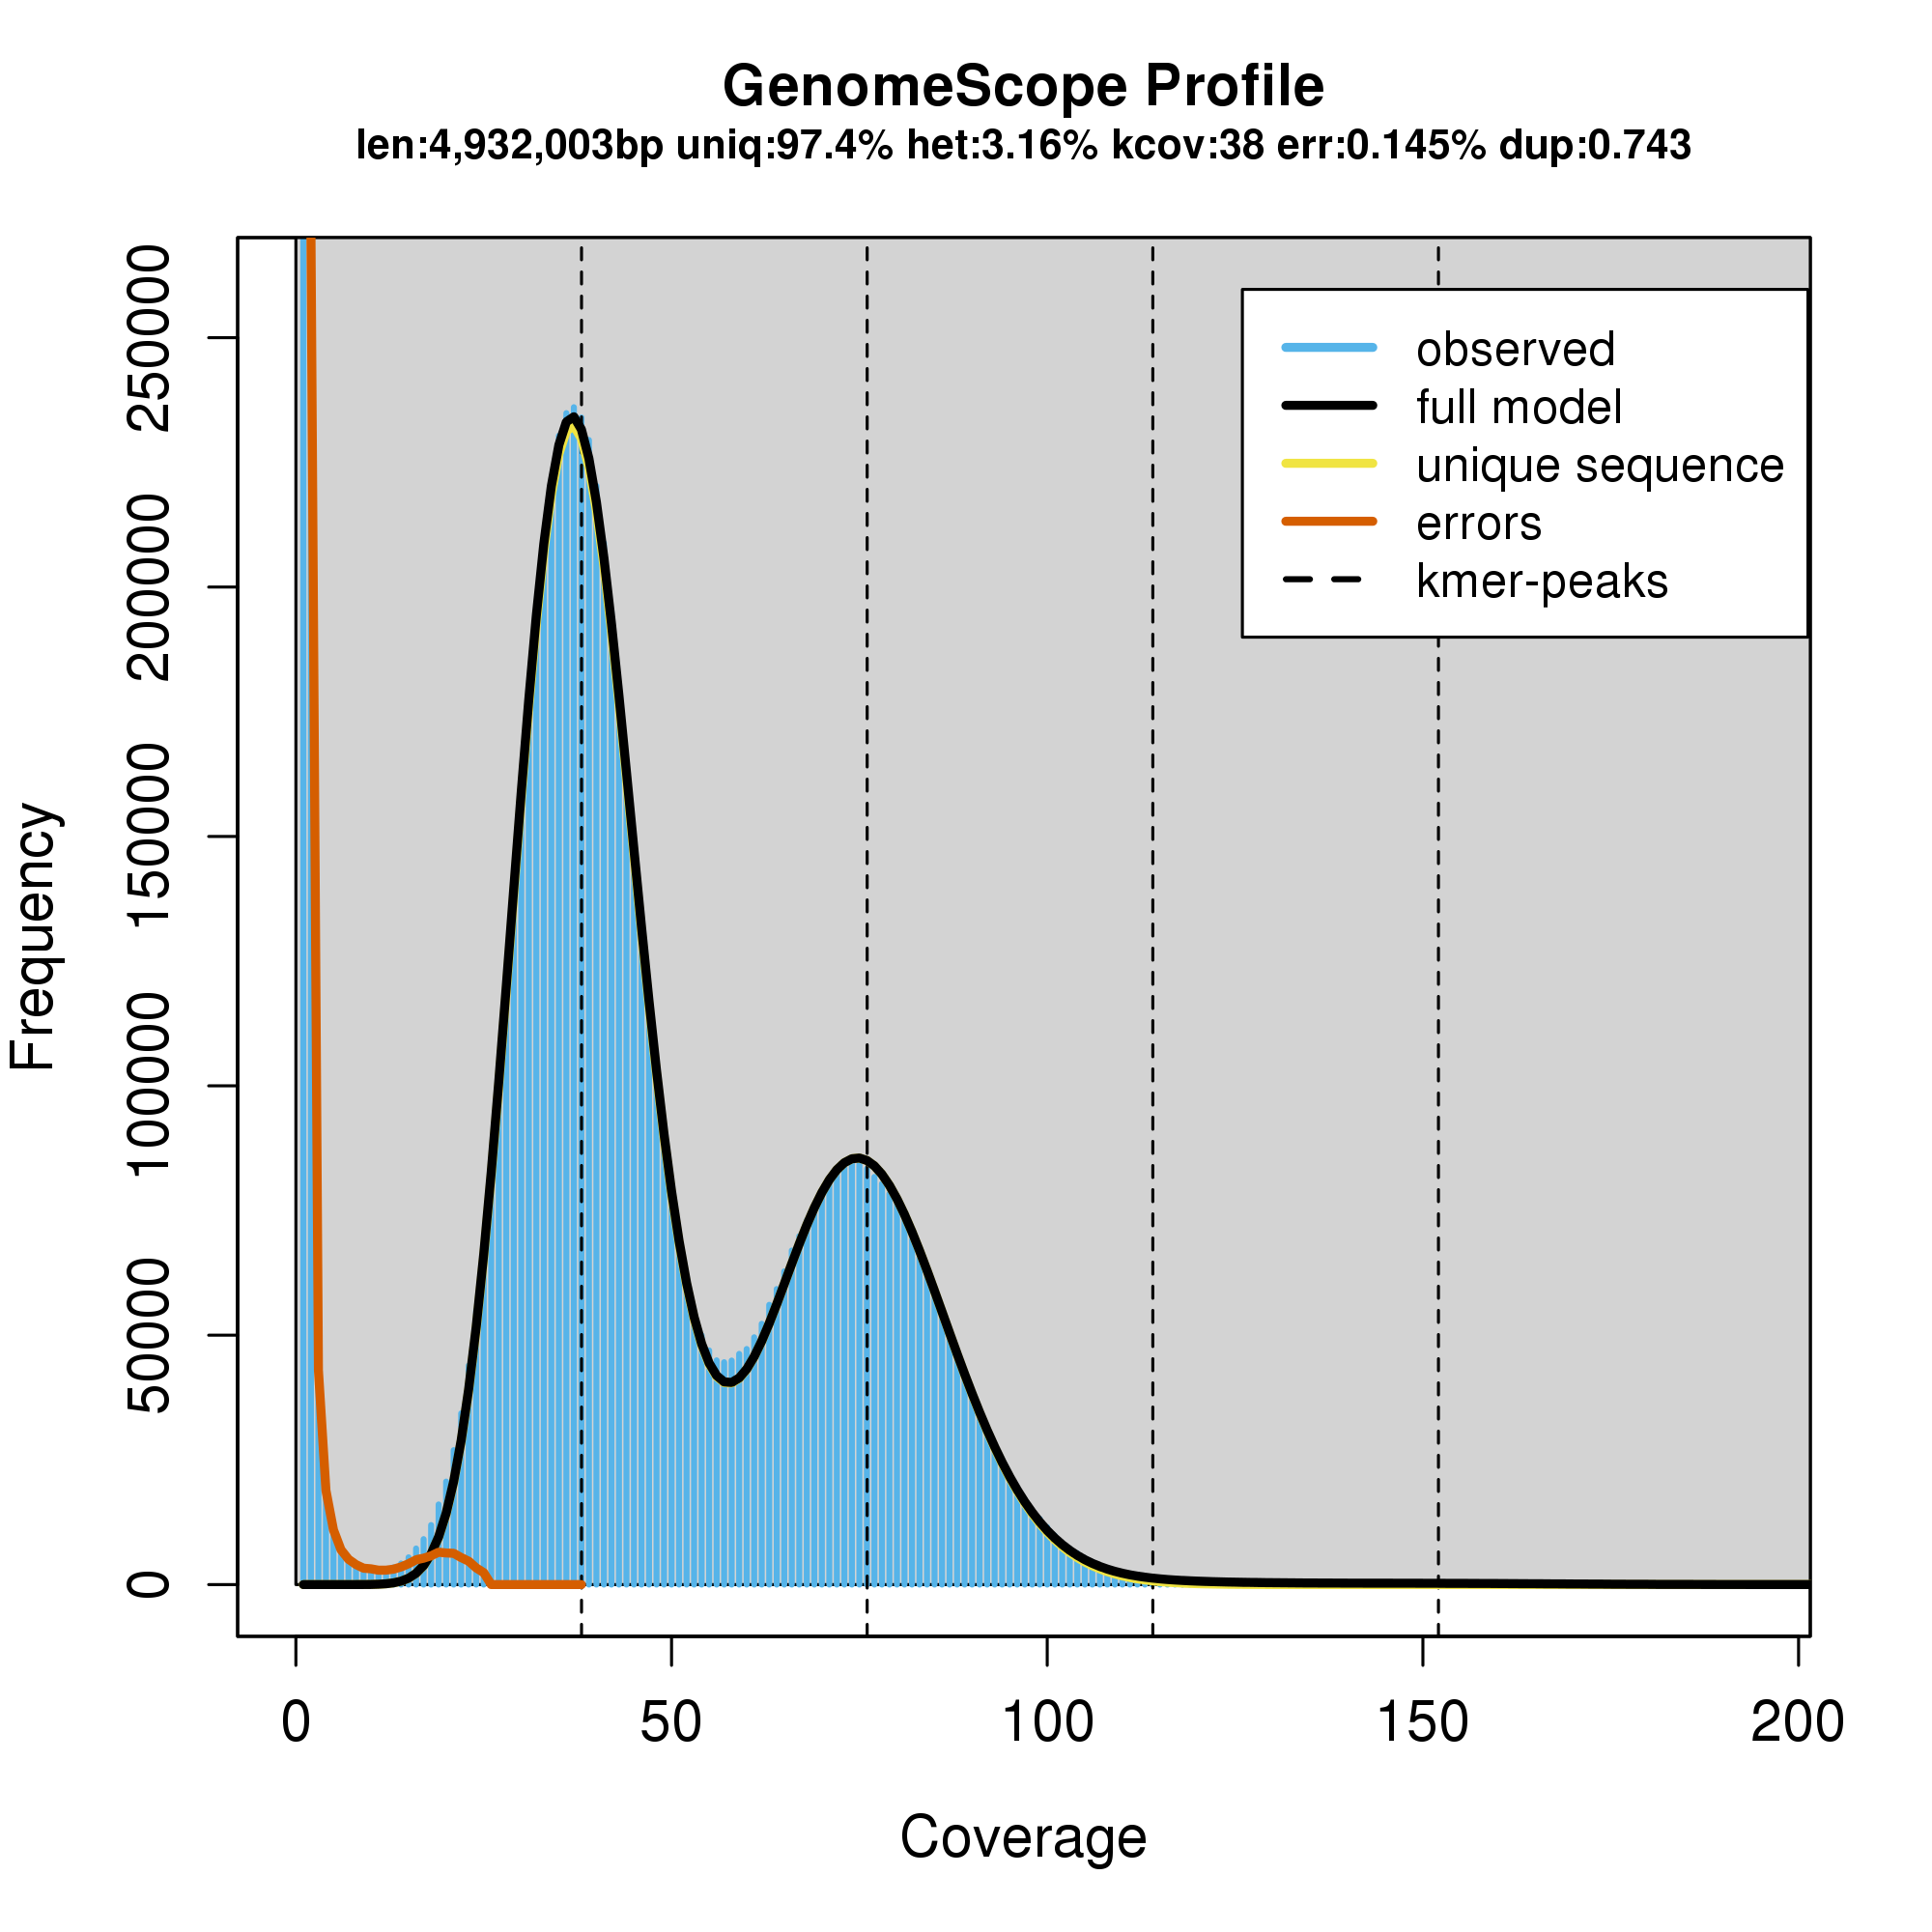 GenomeScope Profile
len:4,932,003bp uniq:97.4% het:3.16% kcov:38 err:0.145% dup:0.743
observed
full model
unique sequence
errors
kmer-peaks
Frequency
250000
200000
150000
100000
50000
0
0 50 100 150 200
Coverage